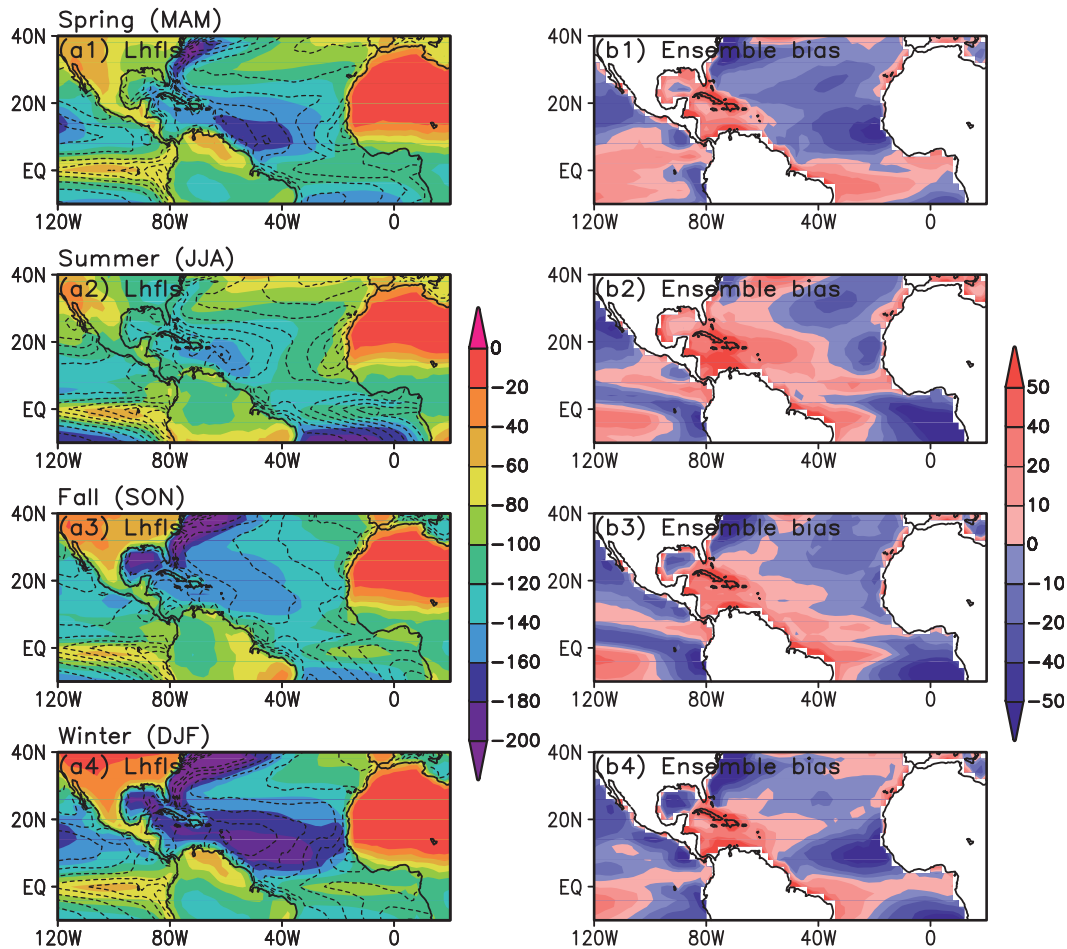 Spring (MAM)
(a1) Lhfls
(b1) Ensemble bias
40N
20N
EQ
120W 80W 40W 0
40N
20N
EQ
120W 80W 40W 0
Summer (JJA)
(a2) Lhfls
(b2) Ensemble bias
40N
20N
EQ
120W 80W 40W 0
40N
20N
EQ
120W 80W 40W 0
Fall (SON)
(a3) Lhfls
(b3) Ensemble bias
40N
20N
EQ
120W 80W 40W 0
40N
20N
EQ
120W 80W 40W 0
Winter (DJF)
(a4) Lhfls
(b4) Ensemble bias
40N
20N
EQ
120W 80W 40W 0
40N
20N
EQ
120W 80W 40W 0
0
-20
-40
-60
-80
-100
-120
-140
-160
-180
-200
50
40
20
10
0
-10
-20
-40
-50